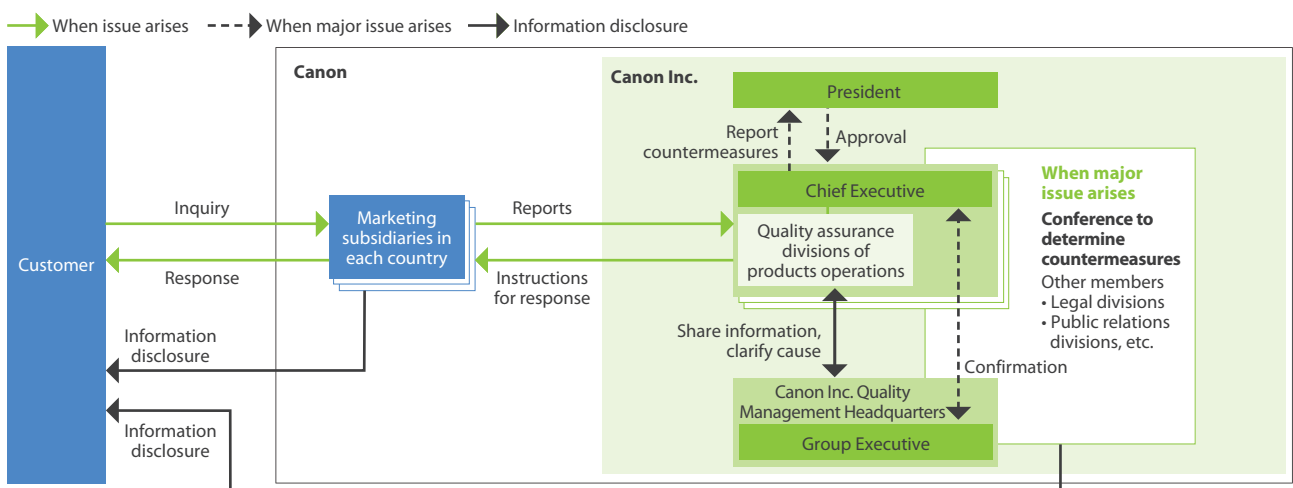 When issue arises
When major issue arises
Information disclosure
Canon
Canon Inc.
President
Report
countermeasures
Approval
Chief Executive
When major
issue arises
Conference to
determine
countermeasures
Other members
• Legal divisions
• Public relations
divisions, etc.
Customer
Inquiry
Response
Marketing
subsidiaries in
each country
Reports
Instructions
for response
Quality assurance
divisions of
products operations
Information
disclosure
Share information,
clarify cause
Confirmation
Canon Inc. Quality
Management Headquarters
Group Executive
Information
disclosure